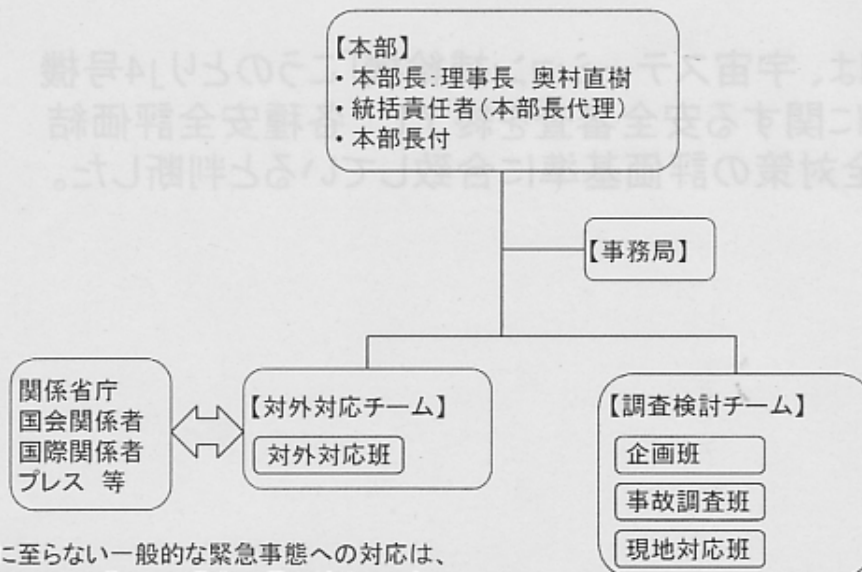 【本部】
・本部長:理事長 奥村直樹
・統括責任者(本部長代理)
・本部長付
【事務局】
関係省庁
国会関係者
国際関係者
プレス 等
【対外対応チーム】
対外対応班
【調査検討チーム】
企画班
事故調査班
現地対応班
に至らない一般的な緊急事態への対応は、